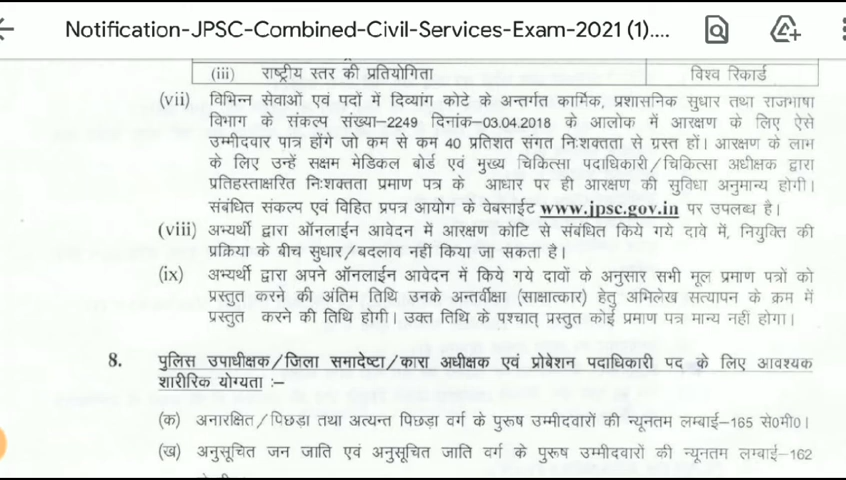 Notification-JPSC-Combined-Civil-Services-Exam-2021 (1)....
(iii) राष्ट्रीय स्तर की प्रतियोगिता विश्व रिकार्ड
(vii) विभिन्न सेवाओं एवं पदों में दिव्यांग कोटे के अन्तर्गत कार्मिक, प्रशासनिक सुधार तथा राजभाषा
विभाग के संकल्प संख्या–2249 दिनांक–03.04.2018 के आलोक में आरक्षण के लिए ऐसे
उम्मीदवार पात्र होंगे जो कम से कम 40 प्रतिशत संगत निःशक्तता से ग्रस्त हों। आरक्षण के लाभ
के लिए उन्हें सक्षम मेडिकल बोर्ड एवं मुख्य चिकित्सा पदाधिकारी/चिकित्सा अधीक्षक द्वारा
प्रतिहस्ताक्षरित निःशक्तता प्रमाण पत्र के आधार पर ही आरक्षण की सुविधा अनुमान्य होगी।
संबंधित संकल्प एवं विहित प्रपत्र आयोग के वेबसाईट www.jpsc.gov.in पर उपलब्ध है।
(viii) अभ्यर्थी द्वारा ऑनलाईन आवेदन में आरक्षण कोटि से संबंधित किये गये दावे में, नियुक्ति की
प्रक्रिया के बीच सुधार/बदलाव नहीं किया जा सकता है।
(ix) अभ्यर्थी द्वारा अपने ऑनलाईन आवेदन में किये गये दावों के अनुसार सभी मूल प्रमाण पत्रों को
प्रस्तुत करने की अंतिम तिथि उनके अन्तर्वीक्षा (साक्षात्कार) हेतु अभिलेख सत्यापन के क्रम में
प्रस्तुत करने की तिथि होगी। उक्त तिथि के पश्चात् प्रस्तुत कोई प्रमाण पत्र मान्य नहीं होगा।
8. पुलिस उपाधीक्षक/जिला समादेष्टा/कारा अधीक्षक एवं प्रोबेशन पदाधिकारी पद के लिए आवश्यक
शारीरिक योग्यता :–
(क) अनारक्षित/पिछड़ा तथा अत्यन्त पिछड़ा वर्ग के पुरूष उम्मीदवारों की न्यूनतम लम्बाई–165 से०मी०।
(ख) अनुसूचित जन जाति एवं अनुसूचित जाति वर्ग के पुरूष उम्मीदवारों की न्यूनतम लम्बाई–162